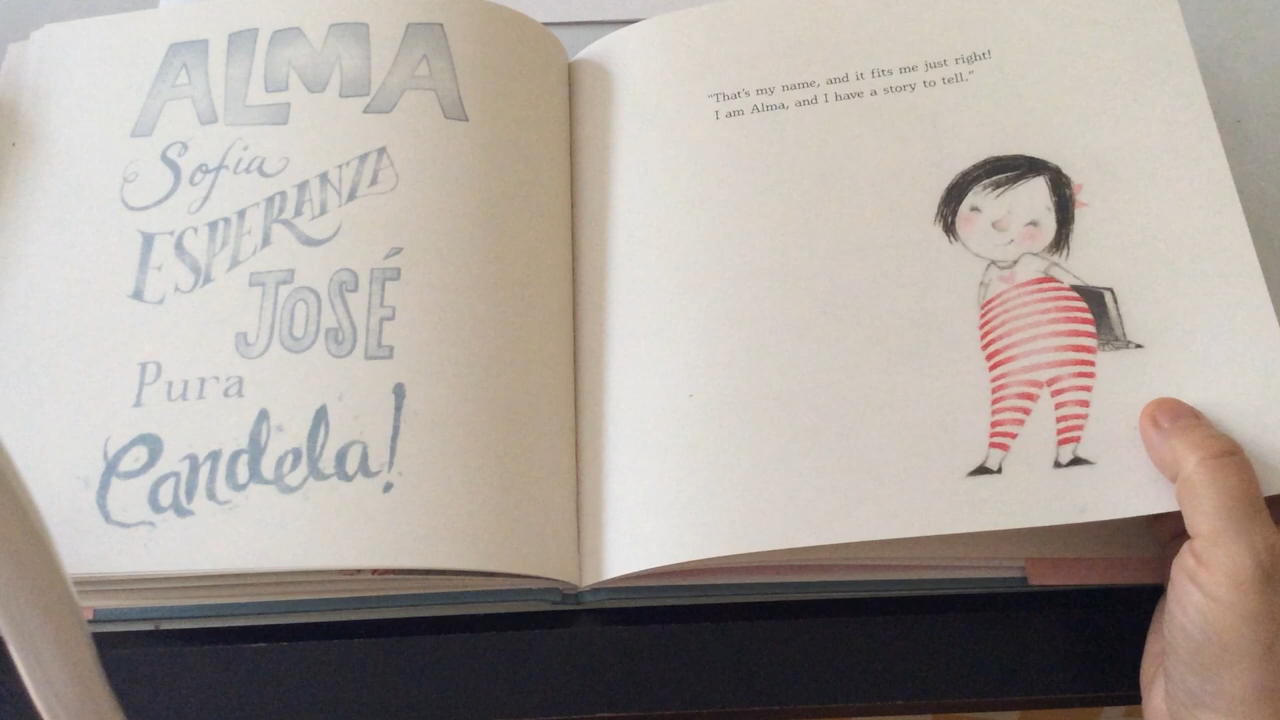 ALMA
Sofia
ESPERANZA
JOSÉ
Pura
Candela!
"That's my name, and it fits me just right!
I am Alma, and I have a story to tell."